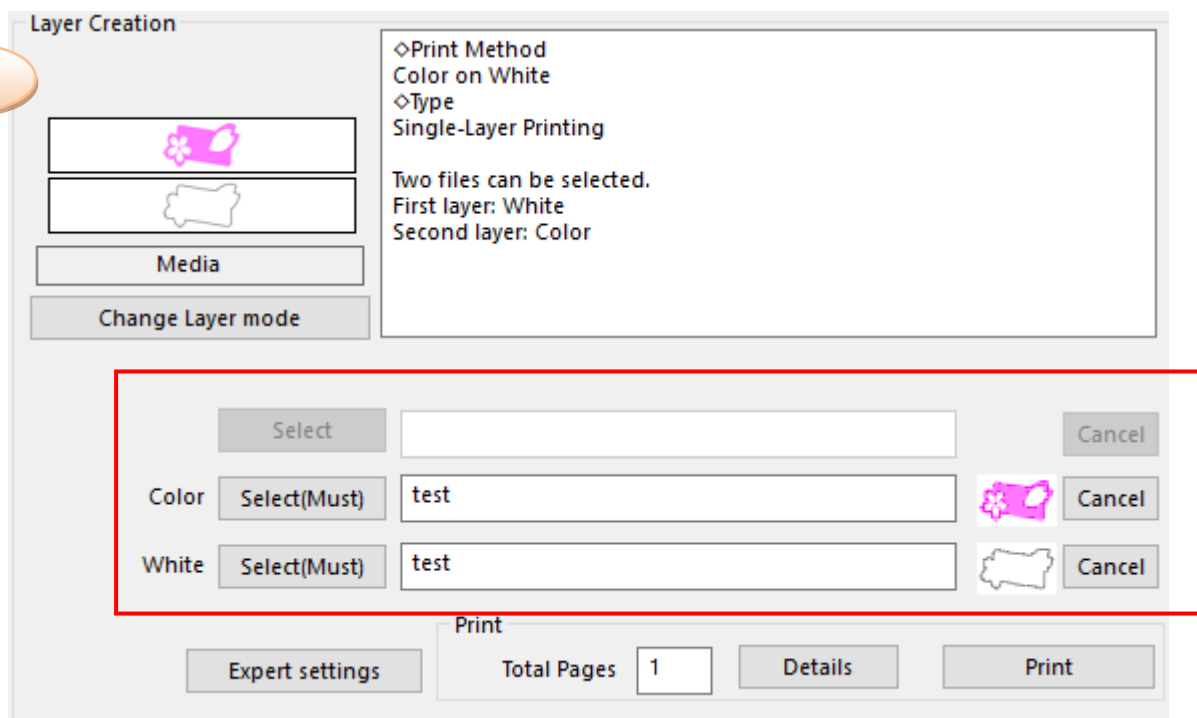 Layer Creation
◇Print Method
Color on White
◇Type
Single-Layer Printing
Two files can be selected.
First layer: White
Second layer: Color
Media
Change Layer mode
Select Cancel
Color Select(Must) test Cancel
White Select(Must) test Cancel
Print
Expert settings Total Pages 1 Details Print